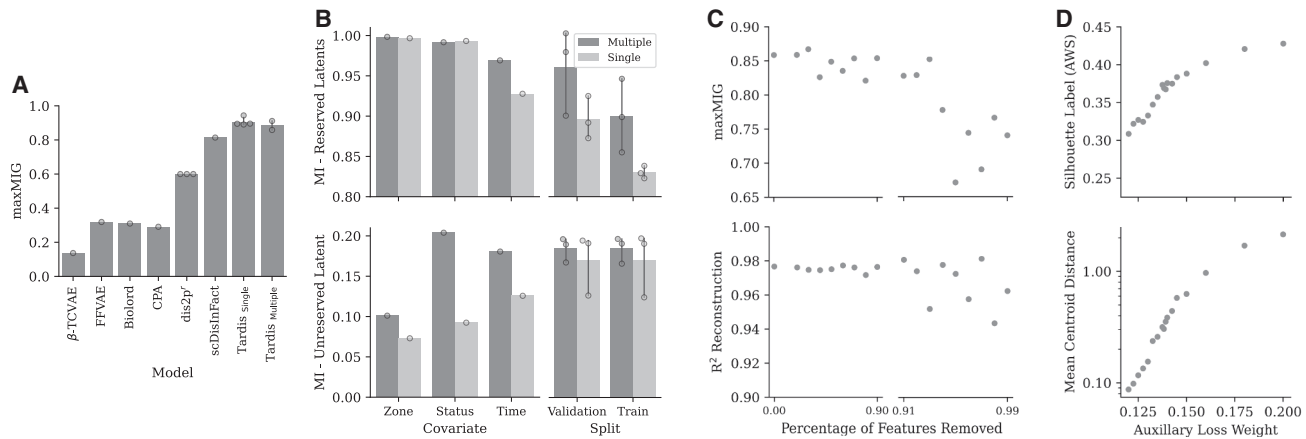 A
maxMIG
1.0
0.8
0.6
0.4
0.2
0.0
β-TCVAE
FFVAE
Biolord
CPA
dis2pʳ
scDisInFact
Tardis Single
Tardis Multiple
Model
B
MI - Reserved Latents
1.00
0.95
0.90
0.85
0.80
Multiple
Single
MI - Unreserved Latent
0.20
0.15
0.10
0.05
0.00
Zone
Status
Time
Validation
Train
Covariate
Split
C
maxMIG
0.90
0.85
0.80
0.75
0.70
0.65
R² Reconstruction
1.00
0.98
0.96
0.94
0.92
0.90
0.00
0.90
0.91
0.99
Percentage of Features Removed
D
Silhouette Label (AWS)
0.45
0.40
0.35
0.30
0.25
Mean Centroid Distance
1.00
0.10
0.125
0.150
0.175
0.200
Auxillary Loss Weight